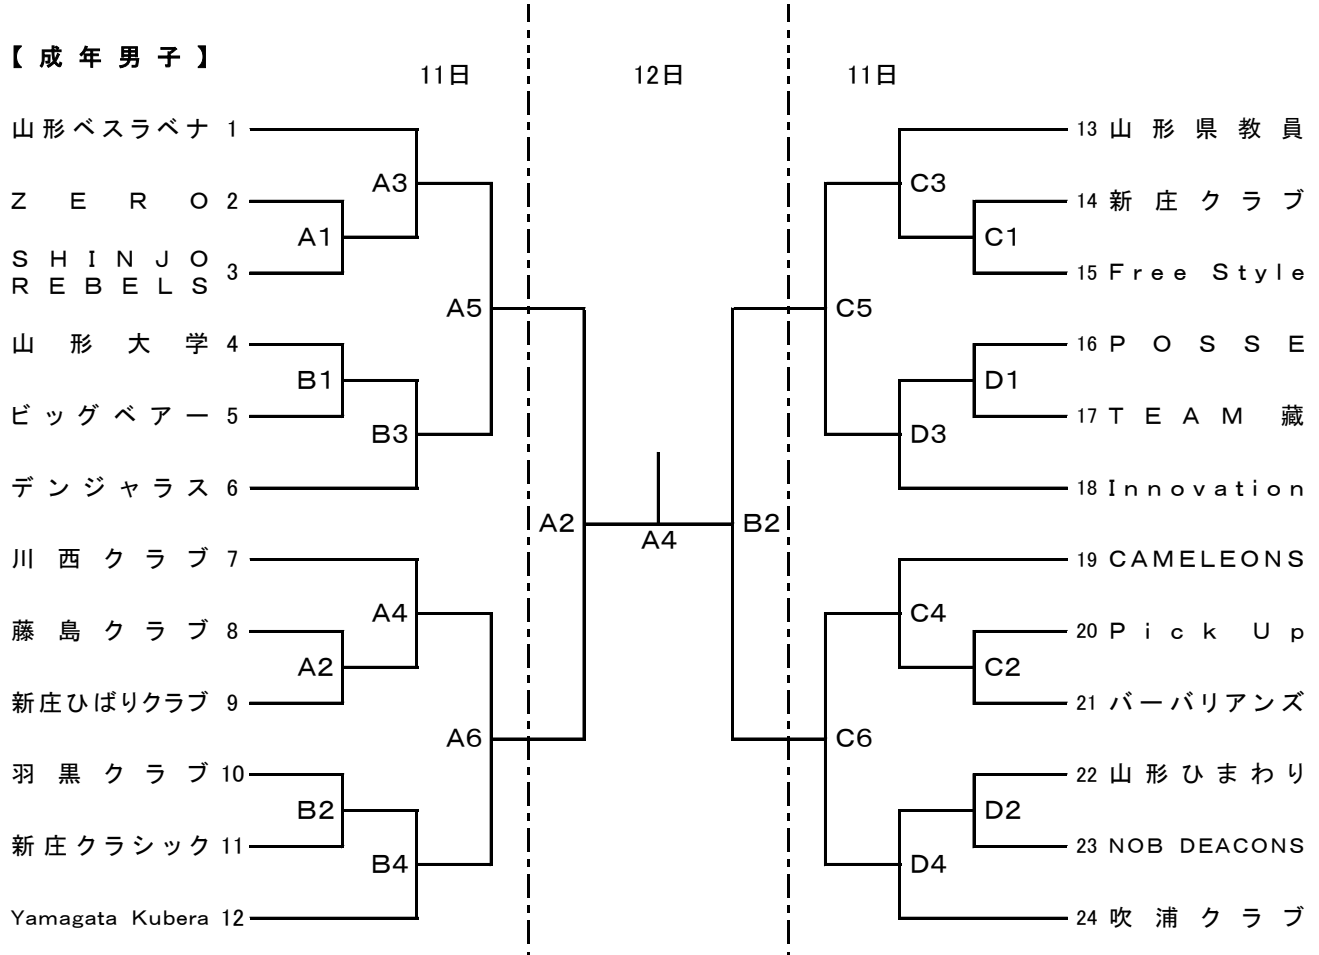 【成年男子】
11日 12日 11日
山形ベスラベナ 1
ZERO 2
SHINJO
REBELS 3
山形大学 4
ビッグベアー 5
デンジャラス 6
川西クラブ 7
藤島クラブ 8
新庄ひばりクラブ 9
羽黒クラブ 10
新庄クラシック 11
Yamagata Kubera 12
A3
A1
A5
B1
B3
A2
A4
A2
A6
B2
B4
A4
B2
C3
C1
C5
D1
D3
C4
C2
C6
D2
D4
13 山形県教員
14 新庄クラブ
15 Free Style
16 POSSE
17 TEAM 藏
18 Innovation
19 CAMELEONS
20 Pick Up
21 バーバリアンズ
22 山形ひまわり
23 NOB DEACONS
24 吹浦クラブ